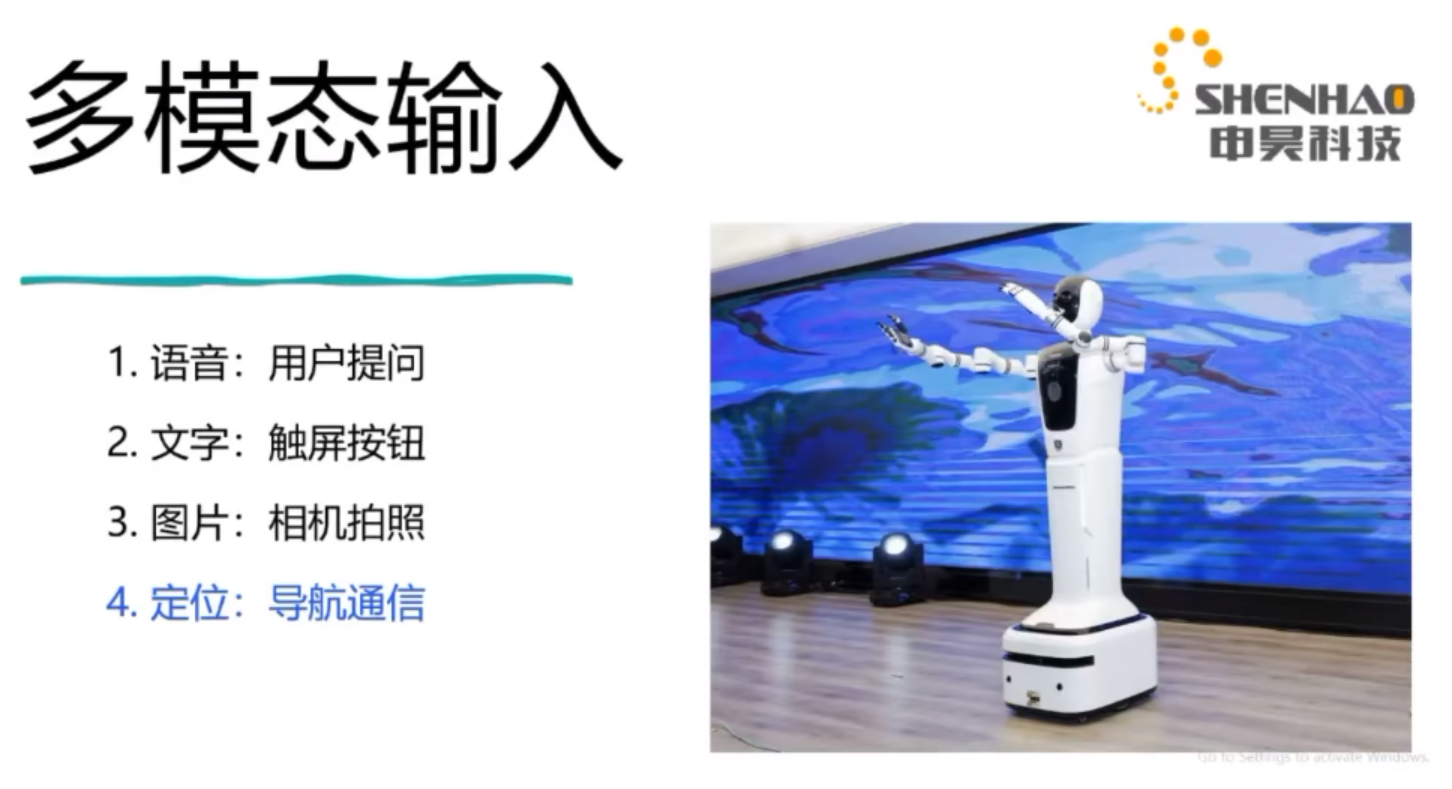 多模态输入
SHENHAO
申昊科技
1. 语音：用户提问
2. 文字：触屏按钮
3. 图片：相机拍照
4. 定位：导航通信
Go to Settings to activate Windows.